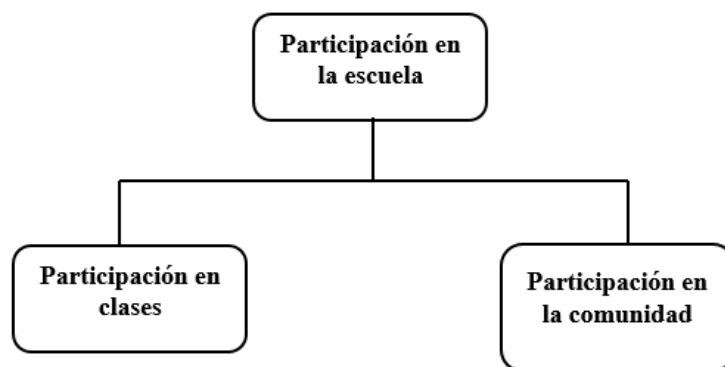 Participación en
la escuela
Participación en
clases
Participación en
la comunidad